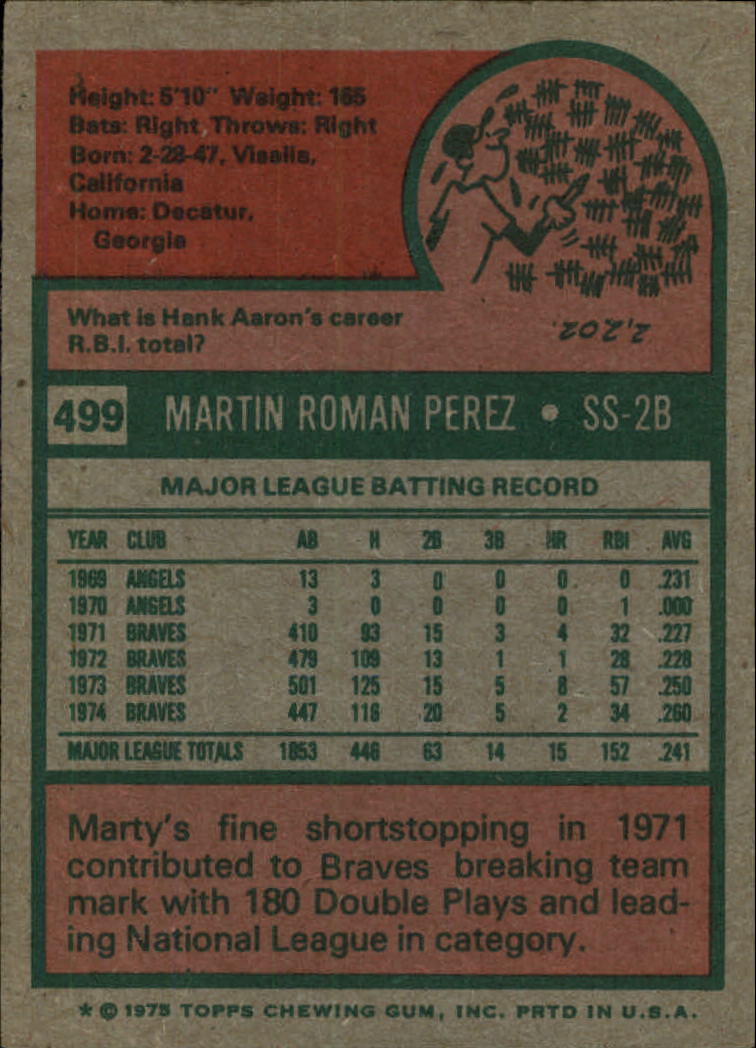 Height: 5'10" Weight: 165
Bats: Right Throws: Right
Born: 2-28-47, Visalia,
California
Home: Decatur,
Georgia
What is Hank Aaron's career
R.B.I. total?
2,202.
499 MARTIN ROMAN PEREZ • SS-2B
MAJOR LEAGUE BATTING RECORD
YEAR CLUB AB H 2B 3B HR RBI AVG
1969 ANGELS 13 3 0 0 0 0 .231
1970 ANGELS 3 0 0 0 0 1 .000
1971 BRAVES 410 93 15 3 4 32 .227
1972 BRAVES 479 109 13 1 1 28 .228
1973 BRAVES 501 125 15 5 8 57 .250
1974 BRAVES 447 116 20 5 2 34 .260
MAJOR LEAGUE TOTALS 1853 446 63 14 15 152 .241
Marty's fine shortstopping in 1971
contributed to Braves breaking team
mark with 180 Double Plays and lead-
ing National League in category.
* © 1975 TOPPS CHEWING GUM, INC. PRTD IN U.S.A.